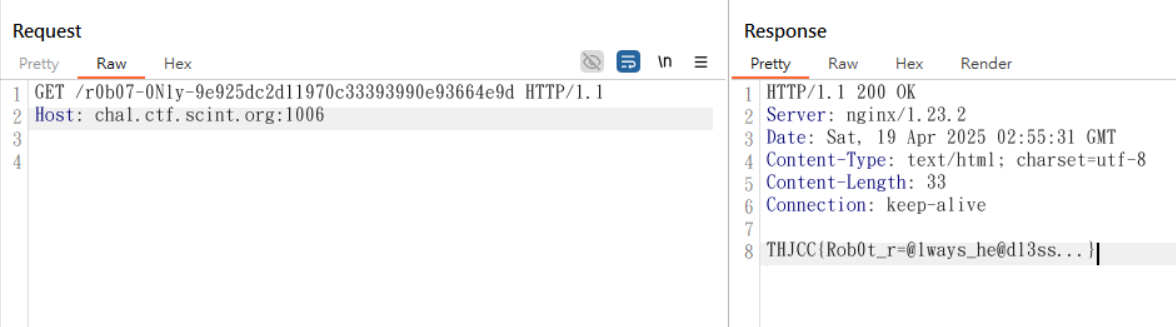 Request
Pretty Raw Hex
\n
1 GET /r0b07-0N1y-9e925dc2d11970c33393990e93664e9d HTTP/1.1
2 Host: chal.ctf.scint.org:1006
3
4
Response
Pretty Raw Hex Render
1 HTTP/1.1 200 OK
2 Server: nginx/1.23.2
3 Date: Sat, 19 Apr 2025 02:55:31 GMT
4 Content-Type: text/html; charset=utf-8
5 Content-Length: 33
6 Connection: keep-alive
7
8 THJCC{Rob0t_r=@lways_he@dl3ss...}